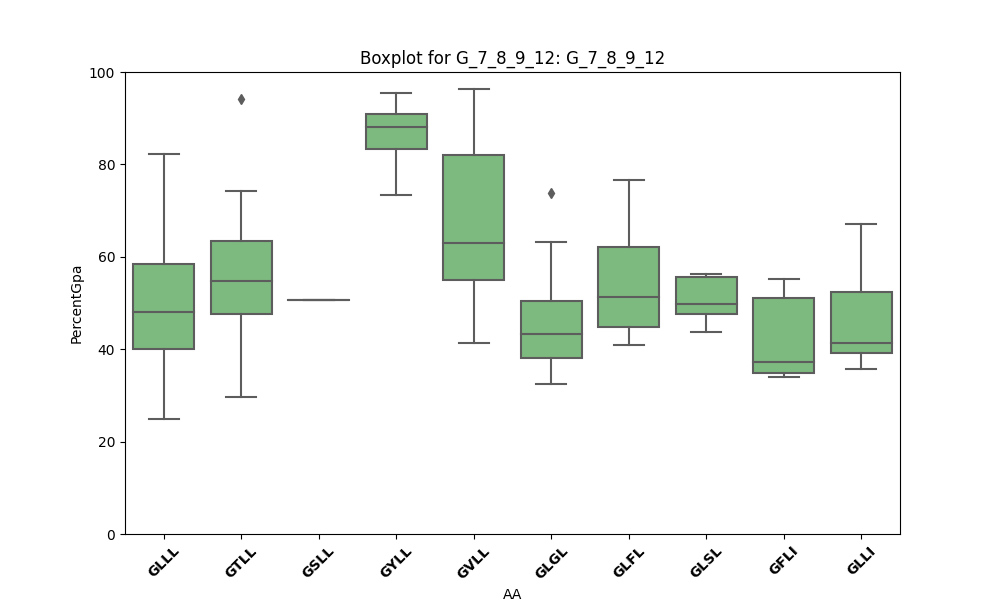 Boxplot for G_7_8_9_12: G_7_8_9_12
100
80
60
40
20
0
PercentGpa
GLLL GTLL GSLL GYLL GVLL GLGL GLFL GLSL GFLI GLLI
AA